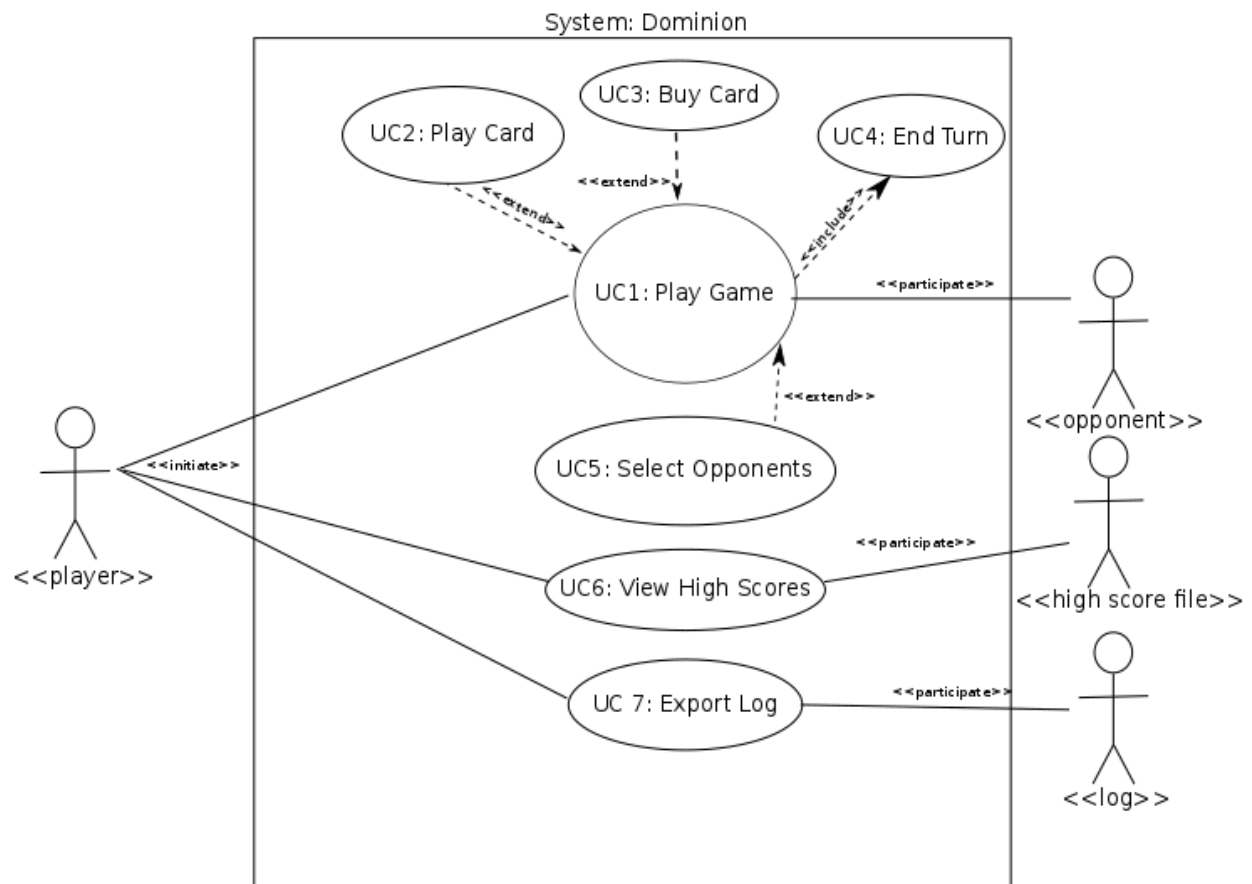 System: Dominion
UC3: Buy Card
UC2: Play Card
UC4: End Turn
<<extend>>
<<extend>>
<<include>>
UC1: Play Game
<<participate>>
<<extend>>
<<opponent>>
<<initiate>>
UC5: Select Opponents
<<participate>>
<<player>>
UC6: View High Scores
<<high score file>>
<<participate>>
UC 7: Export Log
<<log>>